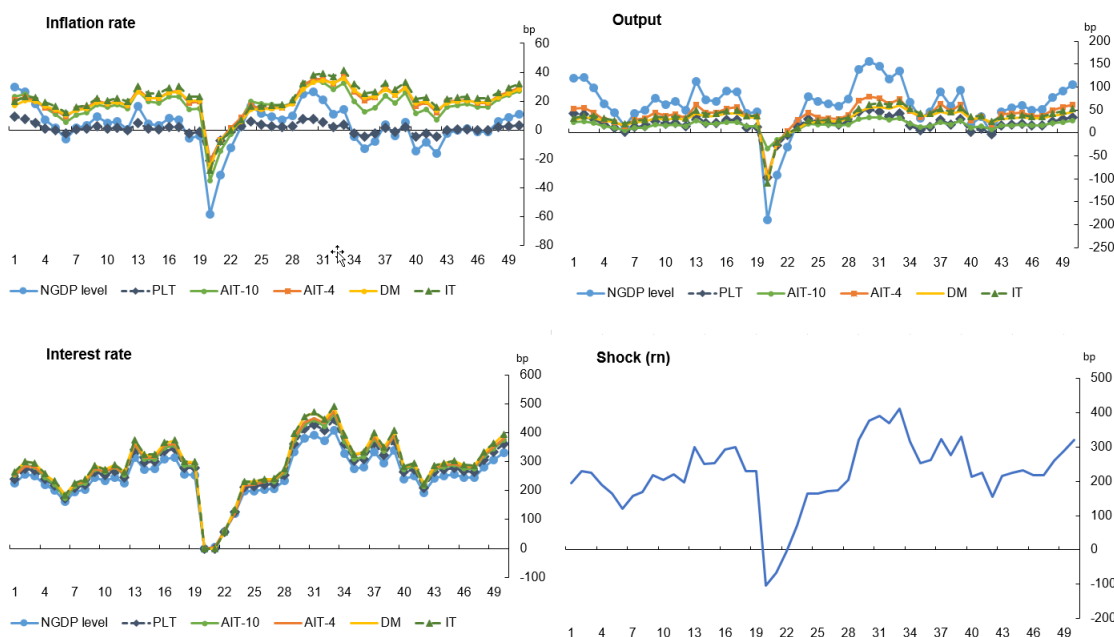 Inflation rate
bp
60
40
20
0
-20
-40
-60
-80
1 4 7 10 13 16 19 22 25 28 31 34 37 40 43 46 49
NGDP level PLT AIT-10 AIT-4 DM IT
Output
bp
200
150
100
50
0
-50
-100
-150
-200
-250
1 4 7 10 13 16 19 22 25 28 31 34 37 40 43 46 49
NGDP level PLT AIT-10 AIT-4 DM IT
Interest rate
bp
600
500
400
300
200
100
0
-100
1 4 7 10 13 16 19 22 25 28 31 34 37 40 43 46 49
NGDP level PLT AIT-10 AIT-4 DM IT
Shock (rn)
bp
500
400
300
200
100
0
-100
-200
1 4 7 10 13 16 19 22 25 28 31 34 37 40 43 46 49